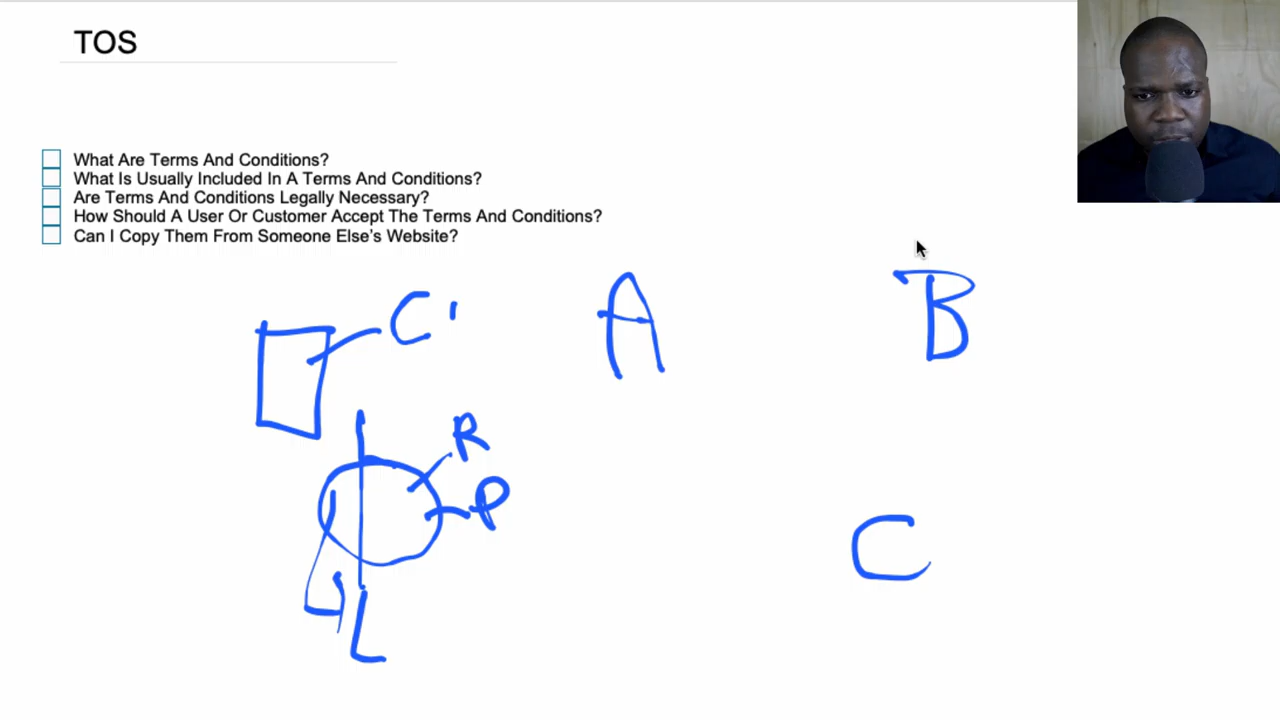 TOS
What Are Terms And Conditions?
What Is Usually Included In A Terms And Conditions?
Are Terms And Conditions Legally Necessary?
How Should A User Or Customer Accept The Terms And Conditions?
Can I Copy Them From Someone Else's Website?
C'
A
B
R
P
C
L